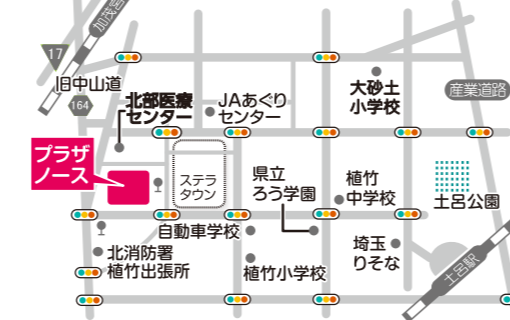 加茂宮
17
旧中山道
164
北部医療
センター
JAあぐり
センター
大砂土
小学校
産業道路
プラザ
ノース
ステラ
タウン
県立
ろう学園
植竹
中学校
土呂公園
自動車学校
北消防署
植竹出張所
植竹小学校
埼玉
りそな
土呂駅